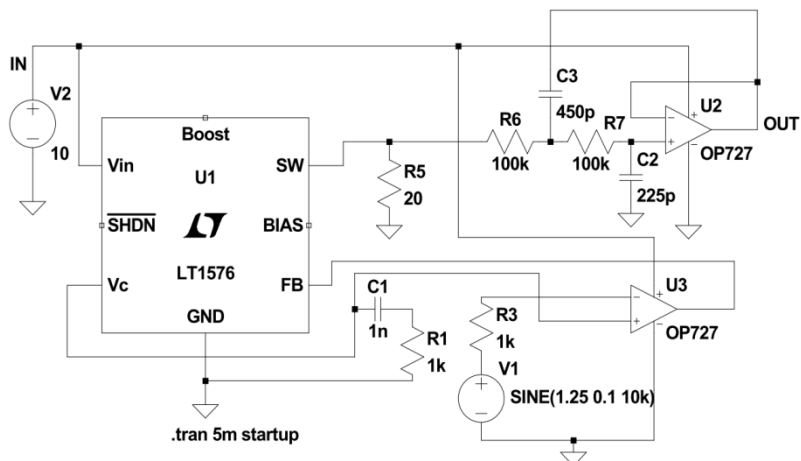 IN
V2
10
Boost
Vin
U1
SW
SHDN
BIAS
LT1576
Vc
FB
GND
C1
1n
R1
1k
R5
20
R6
100k
C3
450p
R7
100k
C2
225p
U2
OP727
OUT
U3
OP727
R3
1k
V1
SINE(1.25 0.1 10k)
.tran 5m startup